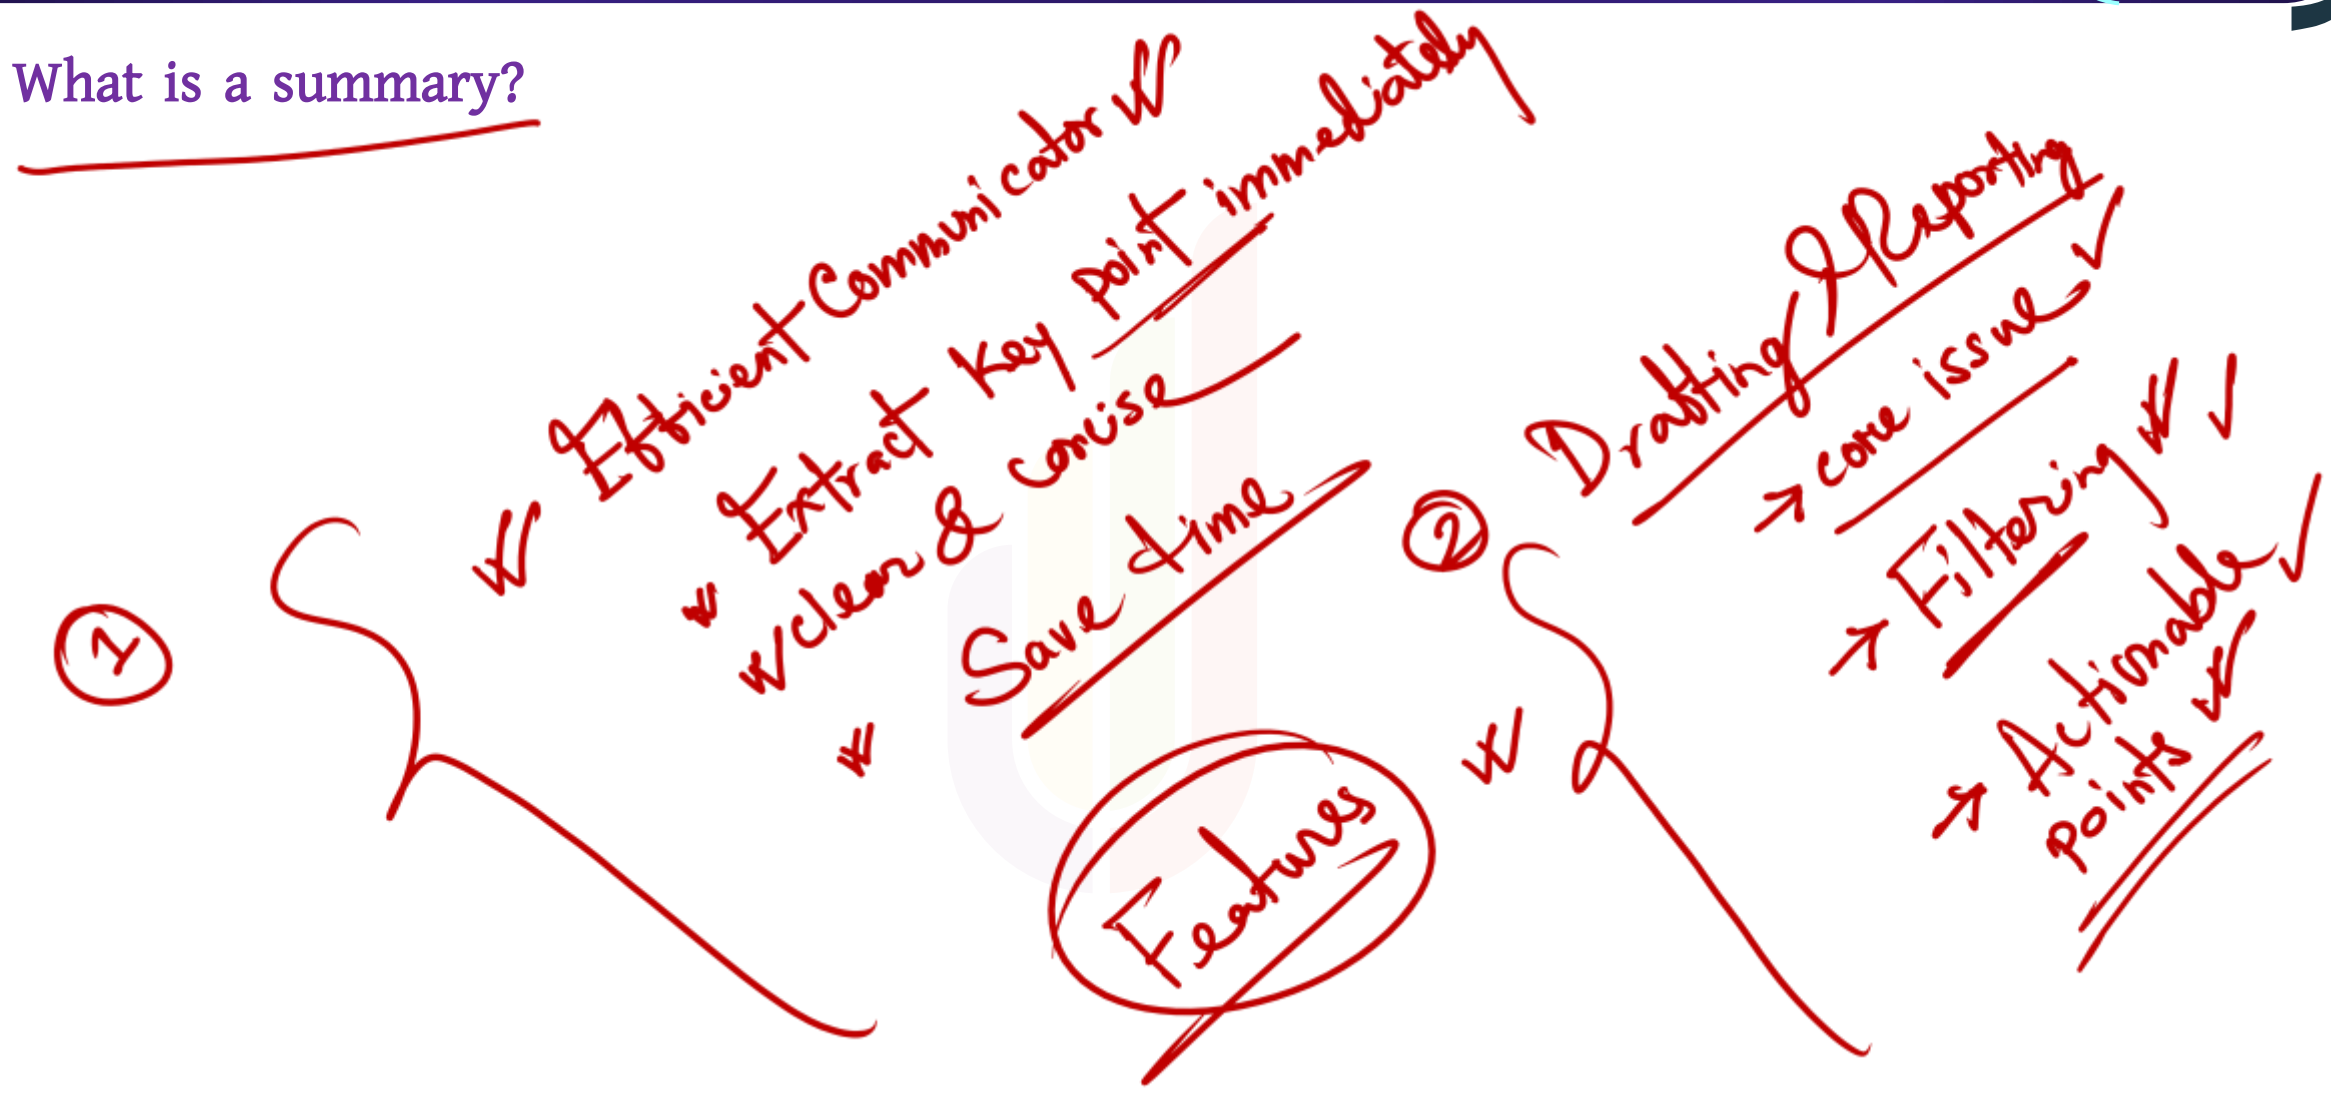 What is a summary?
1
Efficient Communicator
Extract Key point immediately
clear & concise
Save time
Features
2
Drafting & Reporting
→ core issue
→ Filtering
→ Actionable
points